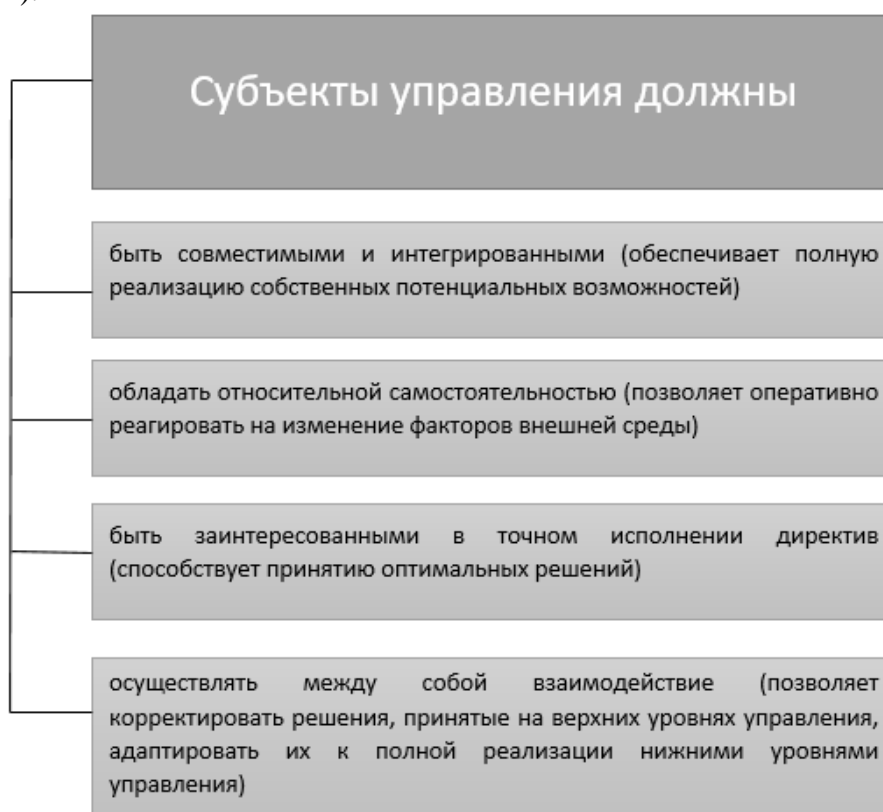 ).
Субъекты управления должны
быть совместимыми и интегрированными (обеспечивает полную
реализацию собственных потенциальных возможностей)
обладать относительной самостоятельностью (позволяет оперативно
реагировать на изменение факторов внешней среды)
быть заинтересованными в точном исполнении директив
(способствует принятию оптимальных решений)
осуществлять между собой взаимодействие (позволяет
корректировать решения, принятые на верхних уровнях управления,
адаптировать их к полной реализации нижними уровнями
управления)